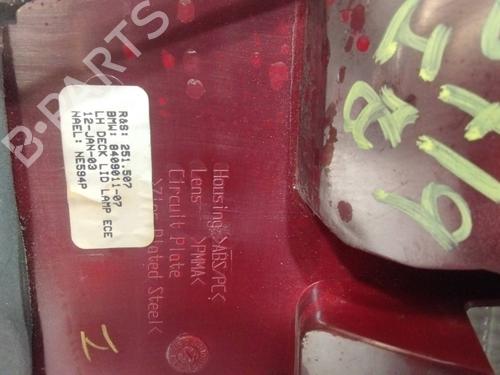 R&S: 251.507
BMW: 8409011-07
LH DECK LID LAMP ECE
12-JAN-03
NAEL: NE594P
Housing >ABS/PC<
Lens >PMMA<
Circuit Plate
>Zinc Plated Steel<
B-PARTS